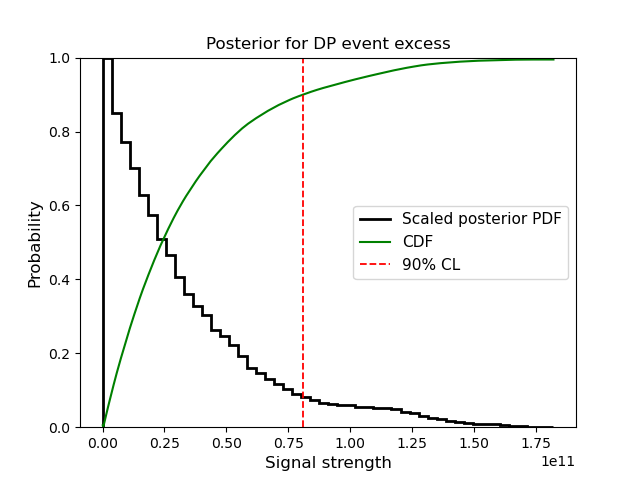 Posterior for DP event excess
1.0
0.8
0.6
0.4
0.2
0.0
Probability
Scaled posterior PDF
CDF
90% CL
0.00 0.25 0.50 0.75 1.00 1.25 1.50 1.75
1e11
Signal strength